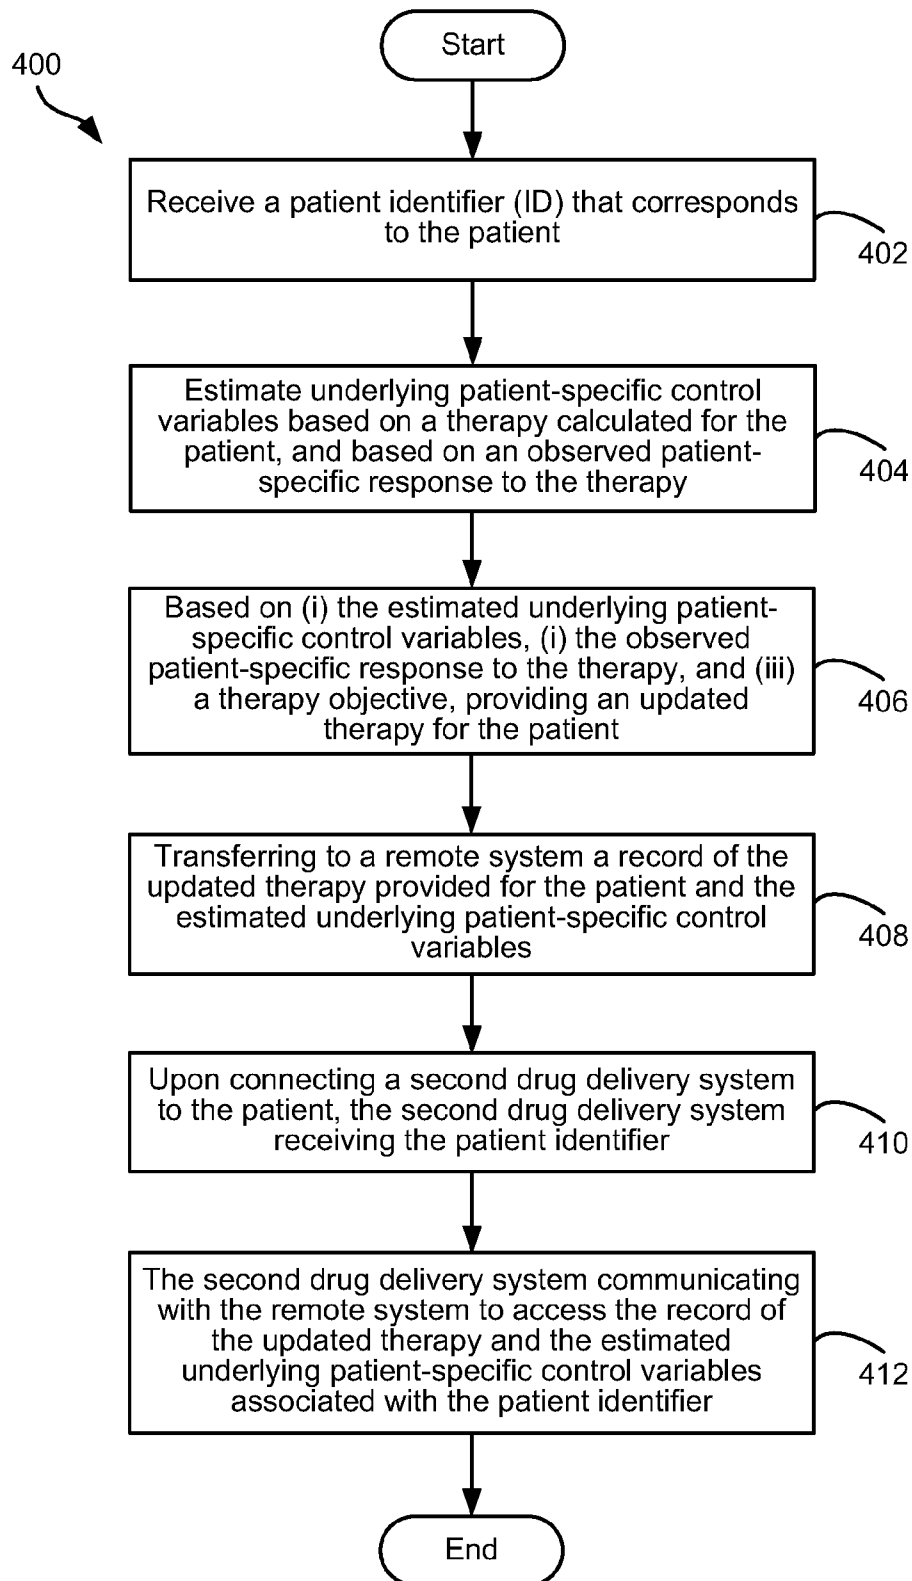 Start
400
Receive a patient identifier (ID) that corresponds
to the patient
402
Estimate underlying patient-specific control
variables based on a therapy calculated for the
patient, and based on an observed patient-
specific response to the therapy
404
Based on (i) the estimated underlying patient-
specific control variables, (i) the observed
patient-specific response to the therapy, and (iii)
a therapy objective, providing an updated
therapy for the patient
406
Transferring to a remote system a record of the
updated therapy provided for the patient and the
estimated underlying patient-specific control
variables
408
Upon connecting a second drug delivery system
to the patient, the second drug delivery system
receiving the patient identifier
410
The second drug delivery system communicating
with the remote system to access the record of
the updated therapy and the estimated
underlying patient-specific control variables
associated with the patient identifier
412
End